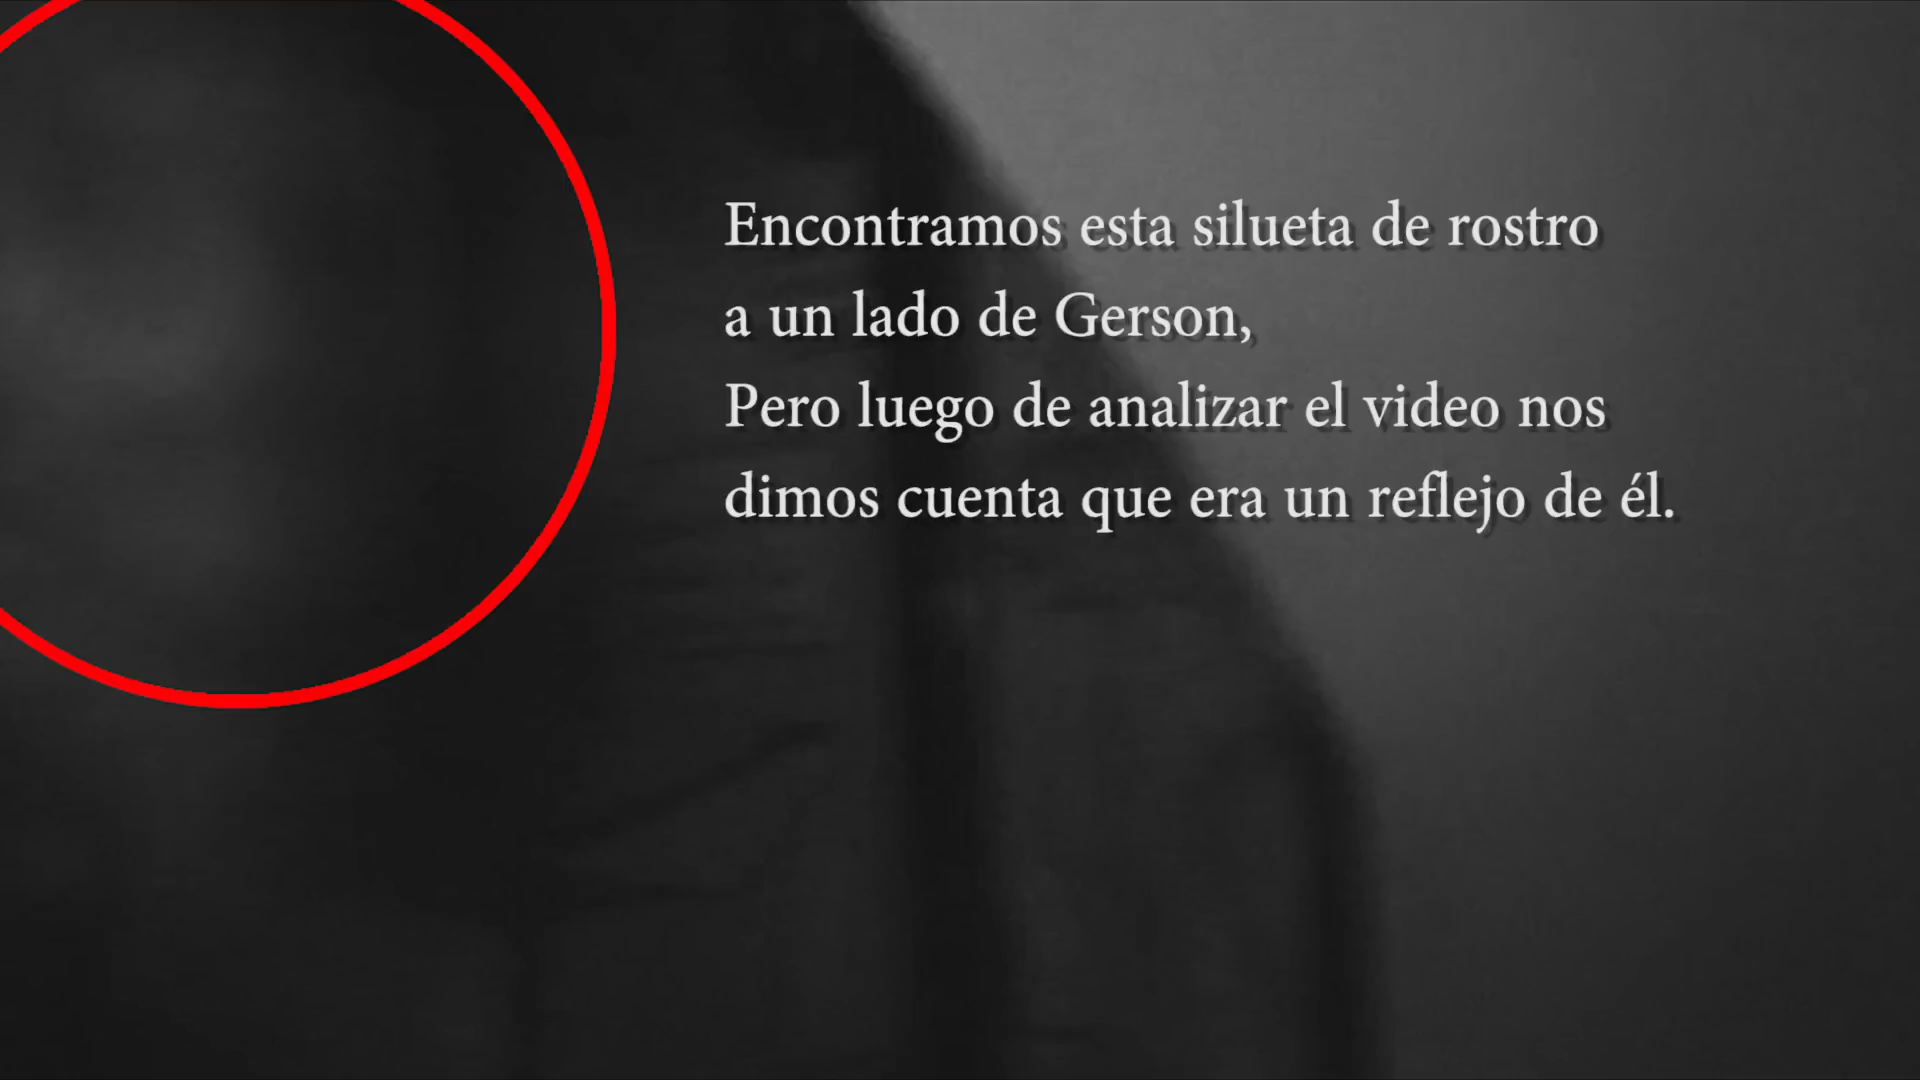 Encontramos esta silueta de rostro
a un lado de Gerson,
Pero luego de analizar el video nos
dimos cuenta que era un reflejo de él.